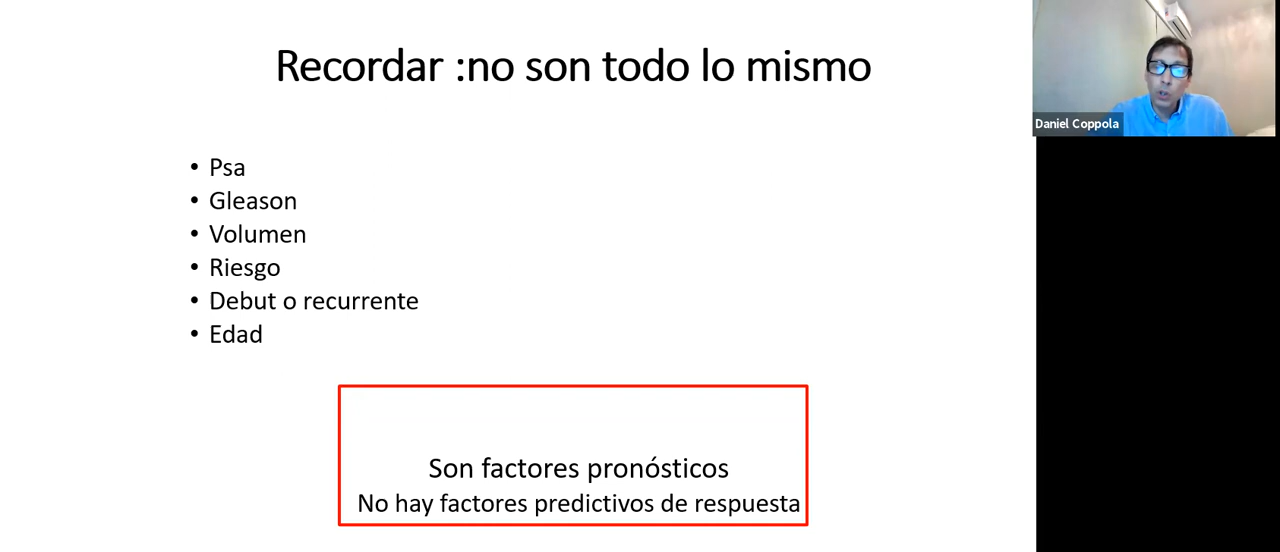 Recordar :no son todo lo mismo
Daniel Coppola
• Psa
• Gleason
• Volumen
• Riesgo
• Debut o recurrente
• Edad
Son factores pronósticos
No hay factores predictivos de respuesta